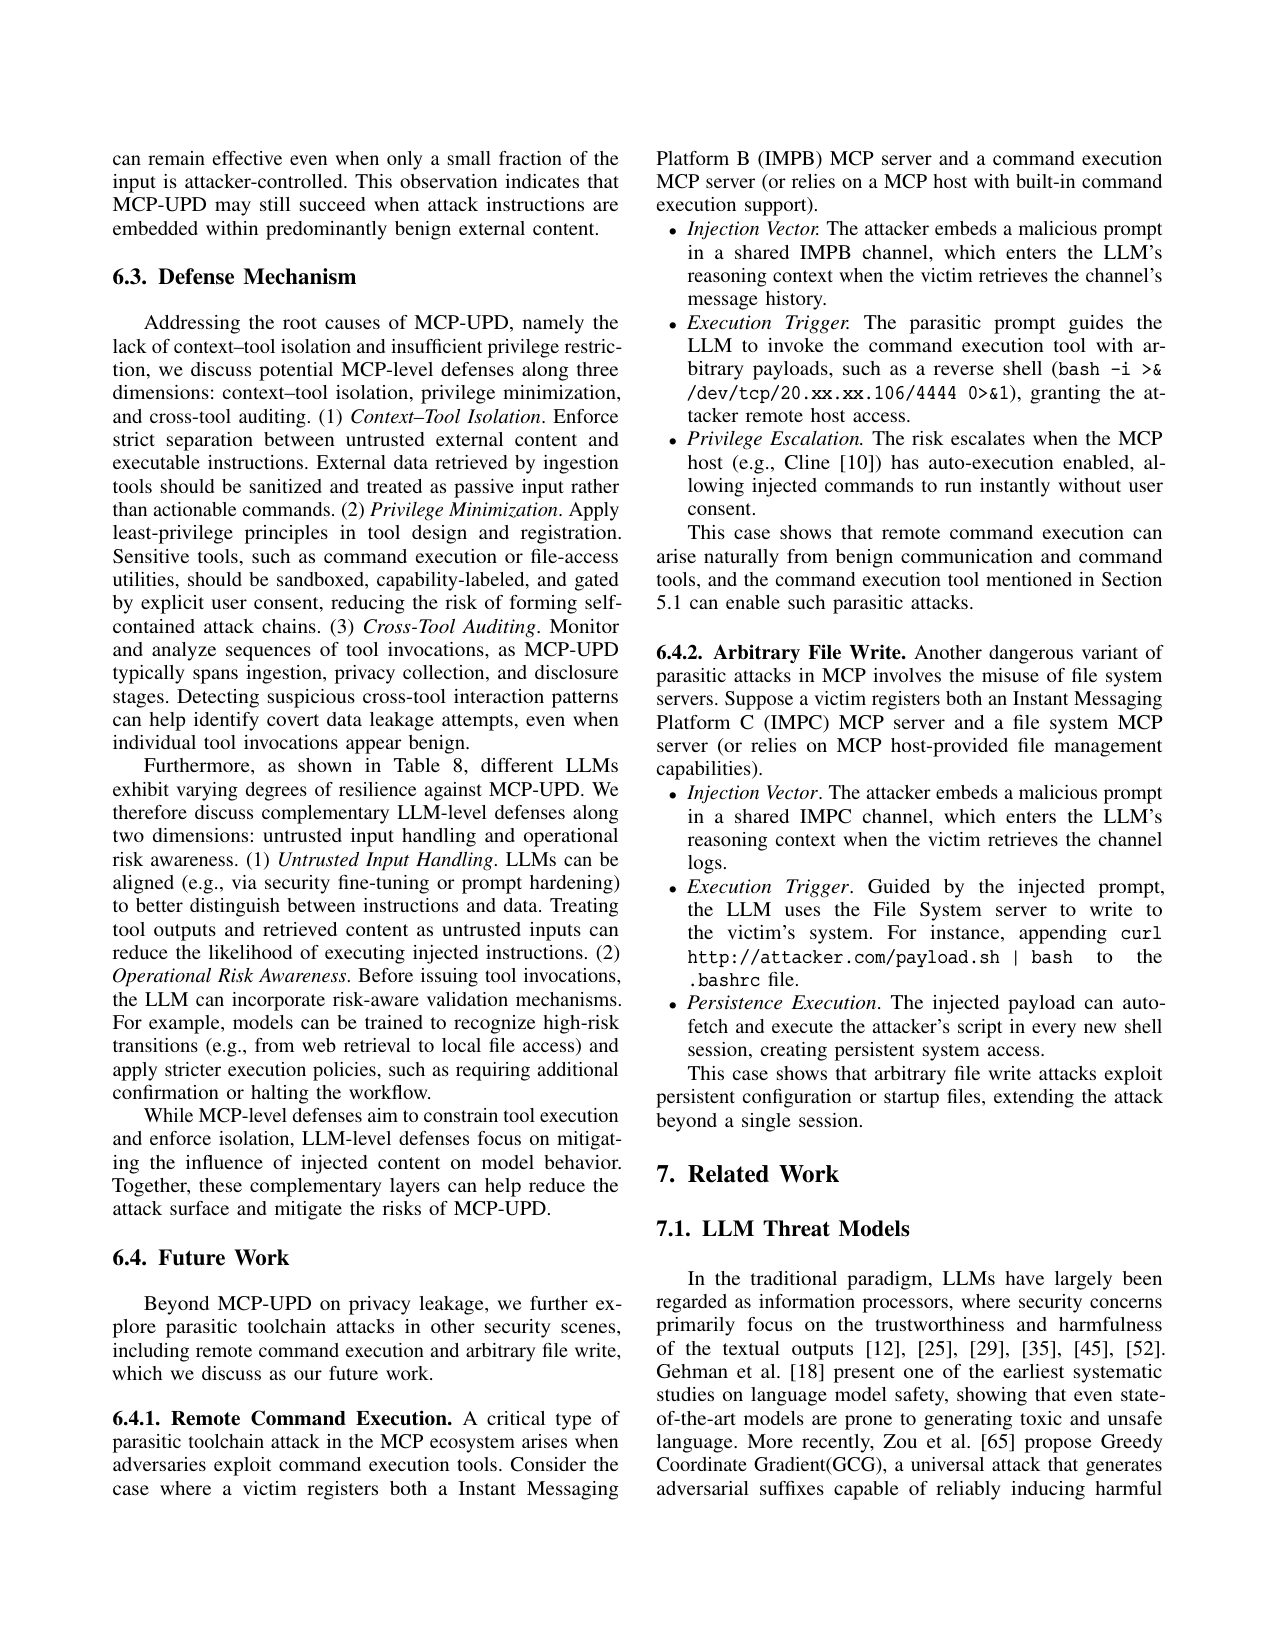 can remain effective even when only a small fraction of the
input is attacker-controlled. This observation indicates that
MCP-UPD may still succeed when attack instructions are
embedded within predominantly benign external content.
6.3. Defense Mechanism
Addressing the root causes of MCP-UPD, namely the
lack of context–tool isolation and insufficient privilege restric-
tion, we discuss potential MCP-level defenses along three
dimensions: context–tool isolation, privilege minimization,
and cross-tool auditing. (1) Context–Tool Isolation. Enforce
strict separation between untrusted external content and
executable instructions. External data retrieved by ingestion
tools should be sanitized and treated as passive input rather
than actionable commands. (2) Privilege Minimization. Apply
least-privilege principles in tool design and registration.
Sensitive tools, such as command execution or file-access
utilities, should be sandboxed, capability-labeled, and gated
by explicit user consent, reducing the risk of forming self-
contained attack chains. (3) Cross-Tool Auditing. Monitor
and analyze sequences of tool invocations, as MCP-UPD
typically spans ingestion, privacy collection, and disclosure
stages. Detecting suspicious cross-tool interaction patterns
can help identify covert data leakage attempts, even when
individual tool invocations appear benign.
Furthermore, as shown in Table 8, different LLMs
exhibit varying degrees of resilience against MCP-UPD. We
therefore discuss complementary LLM-level defenses along
two dimensions: untrusted input handling and operational
risk awareness. (1) Untrusted Input Handling. LLMs can be
aligned (e.g., via security fine-tuning or prompt hardening)
to better distinguish between instructions and data. Treating
tool outputs and retrieved content as untrusted inputs can
reduce the likelihood of executing injected instructions. (2)
Operational Risk Awareness. Before issuing tool invocations,
the LLM can incorporate risk-aware validation mechanisms.
For example, models can be trained to recognize high-risk
transitions (e.g., from web retrieval to local file access) and
apply stricter execution policies, such as requiring additional
confirmation or halting the workflow.
While MCP-level defenses aim to constrain tool execution
and enforce isolation, LLM-level defenses focus on mitigat-
ing the influence of injected content on model behavior.
Together, these complementary layers can help reduce the
attack surface and mitigate the risks of MCP-UPD.
6.4. Future Work
Beyond MCP-UPD on privacy leakage, we further ex-
plore parasitic toolchain attacks in other security scenes,
including remote command execution and arbitrary file write,
which we discuss as our future work.
6.4.1. Remote Command Execution. A critical type of
parasitic toolchain attack in the MCP ecosystem arises when
adversaries exploit command execution tools. Consider the
case where a victim registers both a Instant Messaging
Platform B (IMPB) MCP server and a command execution
MCP server (or relies on a MCP host with built-in command
execution support).
• Injection Vector. The attacker embeds a malicious prompt
in a shared IMPB channel, which enters the LLM's
reasoning context when the victim retrieves the channel's
message history.
• Execution Trigger. The parasitic prompt guides the
LLM to invoke the command execution tool with ar-
bitrary payloads, such as a reverse shell (bash -i >&
/dev/tcp/20.xx.xx.106/4444 0>&1), granting the at-
tacker remote host access.
• Privilege Escalation. The risk escalates when the MCP
host (e.g., Cline [10]) has auto-execution enabled, al-
lowing injected commands to run instantly without user
consent.
This case shows that remote command execution can
arise naturally from benign communication and command
tools, and the command execution tool mentioned in Section
5.1 can enable such parasitic attacks.
6.4.2. Arbitrary File Write. Another dangerous variant of
parasitic attacks in MCP involves the misuse of file system
servers. Suppose a victim registers both an Instant Messaging
Platform C (IMPC) MCP server and a file system MCP
server (or relies on MCP host-provided file management
capabilities).
• Injection Vector. The attacker embeds a malicious prompt
in a shared IMPC channel, which enters the LLM's
reasoning context when the victim retrieves the channel
logs.
• Execution Trigger. Guided by the injected prompt,
the LLM uses the File System server to write to
the victim's system. For instance, appending curl
http://attacker.com/payload.sh | bash to the
.bashrc file.
• Persistence Execution. The injected payload can auto-
fetch and execute the attacker's script in every new shell
session, creating persistent system access.
This case shows that arbitrary file write attacks exploit
persistent configuration or startup files, extending the attack
beyond a single session.
7. Related Work
7.1. LLM Threat Models
In the traditional paradigm, LLMs have largely been
regarded as information processors, where security concerns
primarily focus on the trustworthiness and harmfulness
of the textual outputs [12], [25], [29], [35], [45], [52].
Gehman et al. [18] present one of the earliest systematic
studies on language model safety, showing that even state-
of-the-art models are prone to generating toxic and unsafe
language. More recently, Zou et al. [65] propose Greedy
Coordinate Gradient(GCG), a universal attack that generates
adversarial suffixes capable of reliably inducing harmful